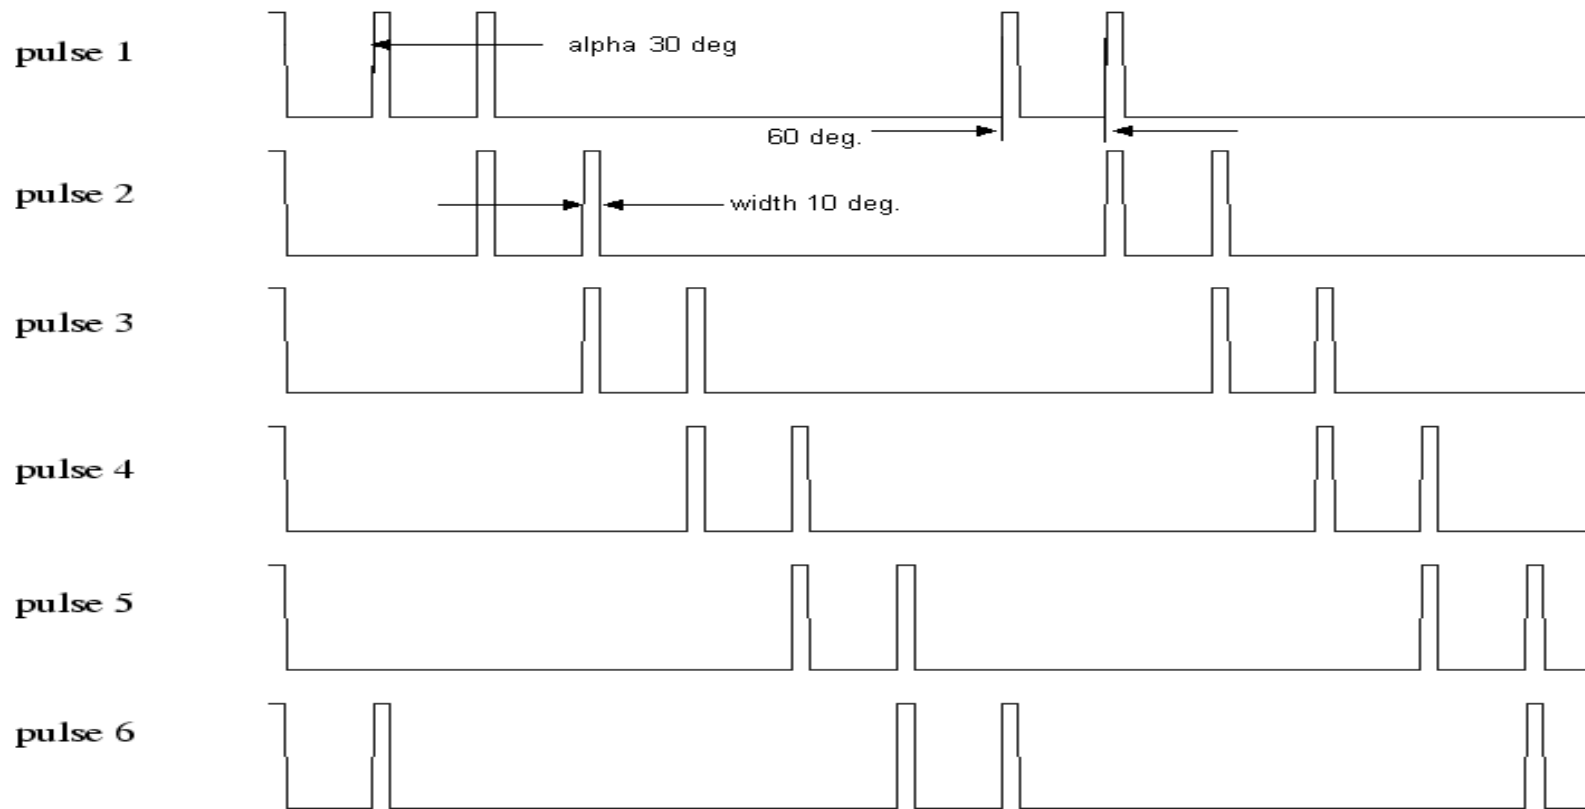 pulse 1
alpha 30 deg
60 deg.
pulse 2
width 10 deg.
pulse 3
pulse 4
pulse 5
pulse 6